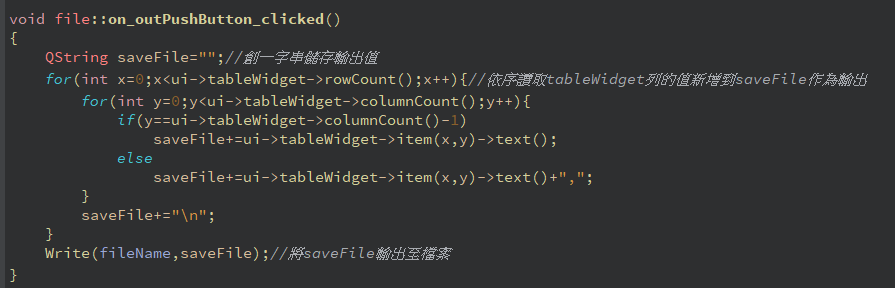 void file::on_outPushButton_clicked()
{
QString saveFile="";//創一字串儲存輸出值
for(int x=0;x<ui->tableWidget->rowCount();x++){//依序讀取tableWidget列的值新增到saveFile作為輸出
for(int y=0;y<ui->tableWidget->columnCount();y++){
if(y==ui->tableWidget->columnCount()-1)
saveFile+=ui->tableWidget->item(x,y)->text();
else
saveFile+=ui->tableWidget->item(x,y)->text()+",";
}
saveFile+="\n";
}
Write(fileName,saveFile);//將saveFile輸出至檔案
}